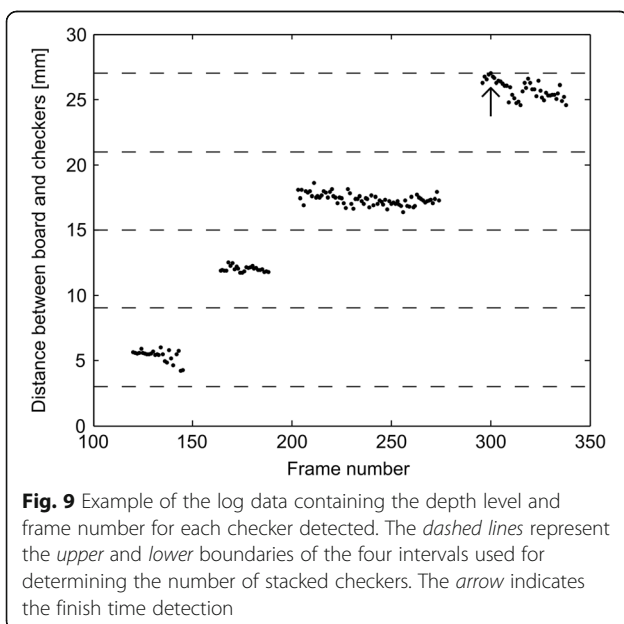 30
25
20
15
10
5
0
Distance between board and checkers [mm]
100
150
200
250
300
350
Frame number
Fig. 9 Example of the log data containing the depth level and
frame number for each checker detected. The dashed lines represent
the upper and lower boundaries of the four intervals used for
determining the number of stacked checkers. The arrow indicates
the finish time detection